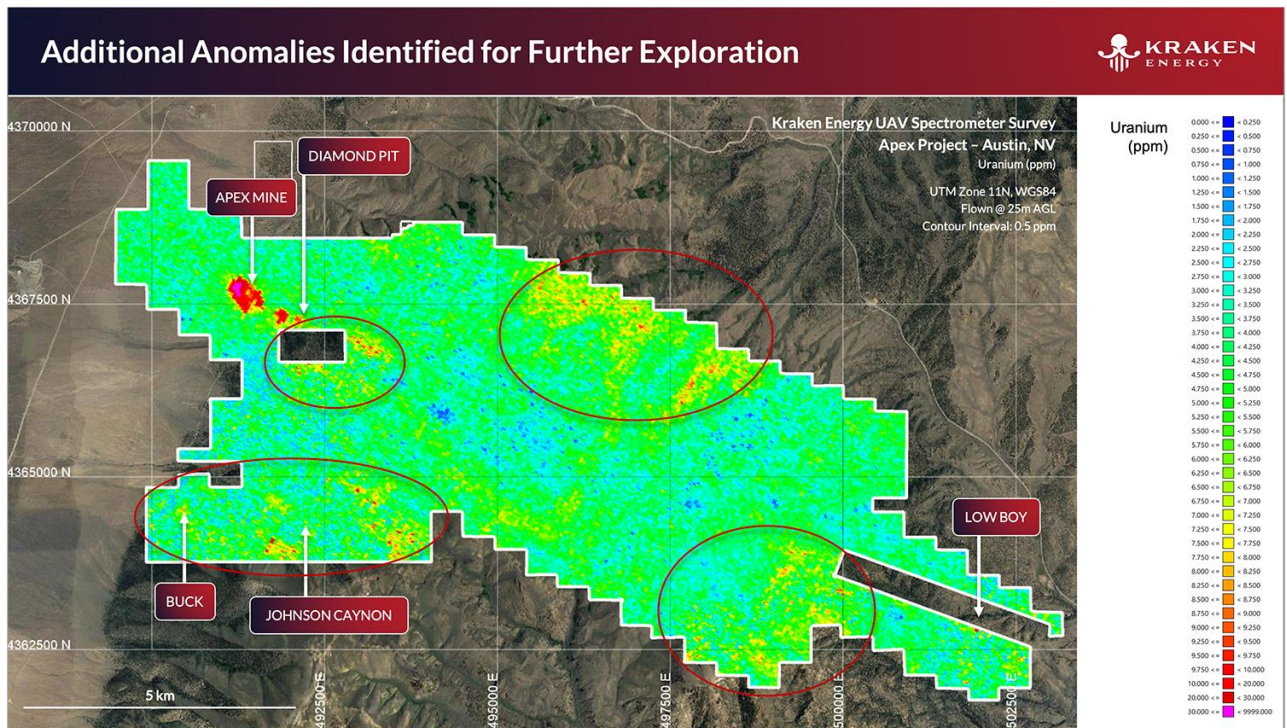 Additional Anomalies Identified for Further Exploration
KRAKEN
ENERGY
4370000 N
4367500 N
4365000 N
4362500 N
DIAMOND PIT
APEX MINE
Kraken Energy UAV Spectrometer Survey
Apex Project – Austin, NV
Uranium (ppm)
UTM Zone 11N, WGS84
Flown @ 25m AGL
Contour Interval: 0.5 ppm
LOW BOY
BUCK
JOHNSON CAYNON
5 km
492500 E
495000 E
497500 E
500000 E
502500 E
Uranium
(ppm)
0.000 <= < 0.250
0.250 <= < 0.500
0.500 <= < 0.750
0.750 <= < 1.000
1.000 <= < 1.250
1.250 <= < 1.500
1.500 <= < 1.750
1.750 <= < 2.000
2.000 <= < 2.250
2.250 <= < 2.500
2.500 <= < 2.750
2.750 <= < 3.000
3.000 <= < 3.250
3.250 <= < 3.500
3.500 <= < 3.750
3.750 <= < 4.000
4.000 <= < 4.250
4.250 <= < 4.500
4.500 <= < 4.750
4.750 <= < 5.000
5.000 <= < 5.250
5.250 <= < 5.500
5.500 <= < 5.750
5.750 <= < 6.000
6.000 <= < 6.250
6.250 <= < 6.500
6.500 <= < 6.750
6.750 <= < 7.000
7.000 <= < 7.250
7.250 <= < 7.500
7.500 <= < 7.750
7.750 <= < 8.000
8.000 <= < 8.250
8.250 <= < 8.500
8.500 <= < 8.750
8.750 <= < 9.000
9.000 <= < 9.250
9.250 <= < 9.500
9.500 <= < 9.750
9.750 <= < 10.000
10.000 <= < 20.000
20.000 <= < 30.000
30.000 <= < 9999.000